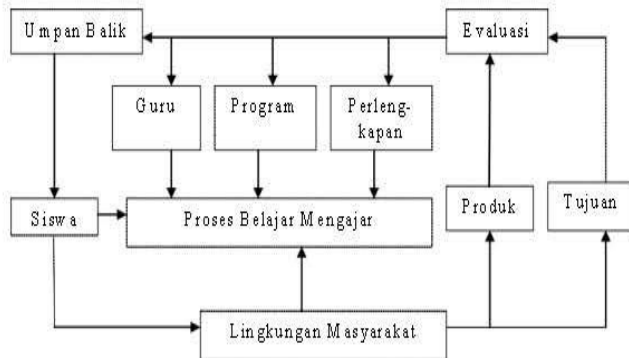 Umpan Balik
Evaluasi
Guru
Program
Perleng-
kapan
Siswa
Proses Belajar Mengajar
Produk
Tujuan
Lingkungan Masyarakat